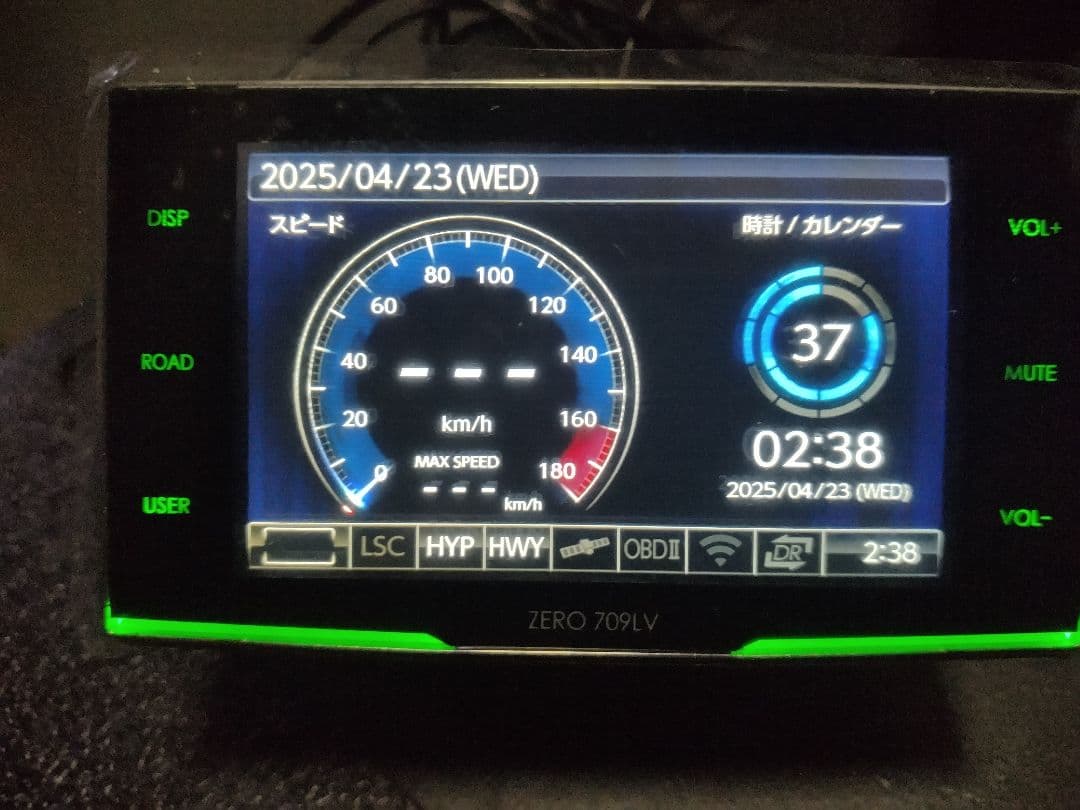 2025/04/23(WED)
DISP
スピード
時計/カレンダー
VOL+
80
100
60
120
37
40
140
ROAD
- - -
MUTE
20
km/h
160
02:38
0
MAX SPEED
180
2025/04/23 (WED)
USER
- - - km/h
VOL-
LSC
HYP
HWY
OBDII
DR
2:38
ZERO 709LV